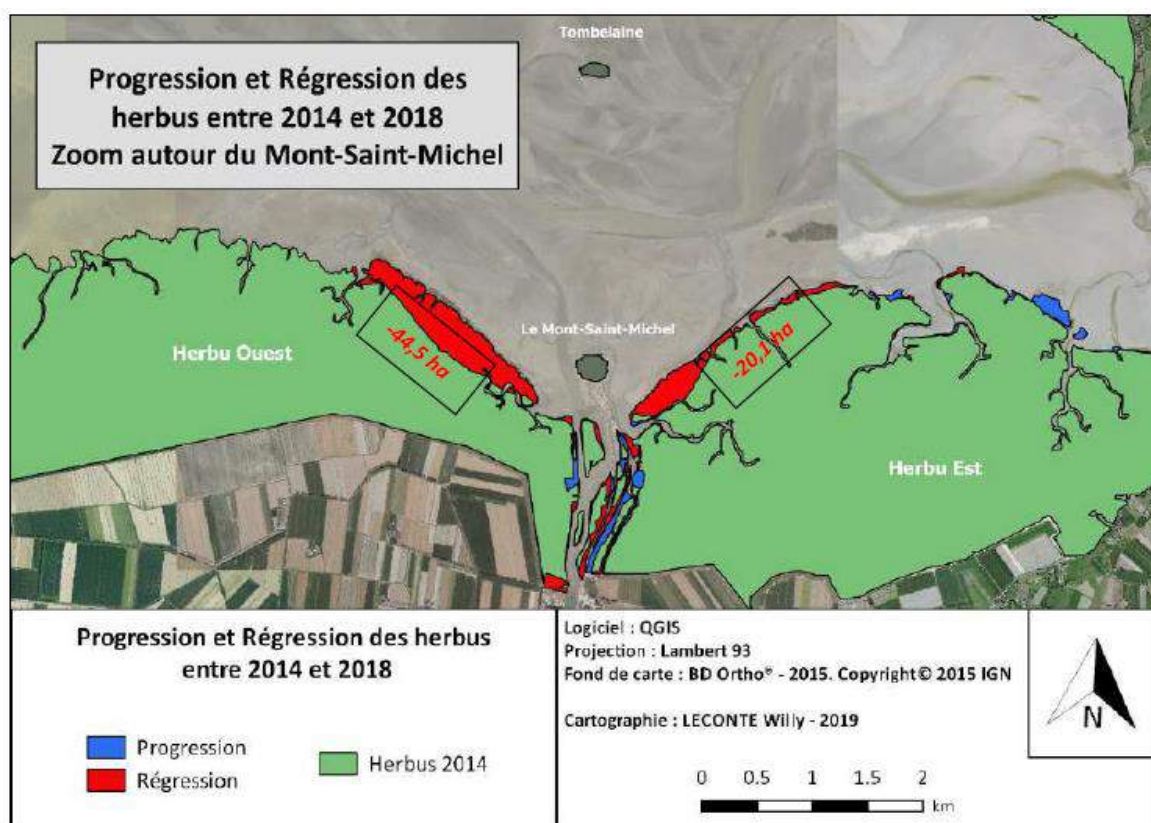 Tombelaine
Progression et Régression des
herbus entre 2014 et 2018
Zoom autour du Mont-Saint-Michel
Le Mont-Saint-Michel
-44,5 ha
-20,1 ha
Herbu Ouest
Herbu Est
Progression et Régression des herbus
entre 2014 et 2018
Progression
Régression
Herbus 2014
Logiciel : QGIS
Projection : Lambert 93
Fond de carte : BD Ortho® - 2015. Copyright© 2015 IGN
Cartographie : LECONTE Willy - 2019
0 0.5 1 1.5 2
km
N